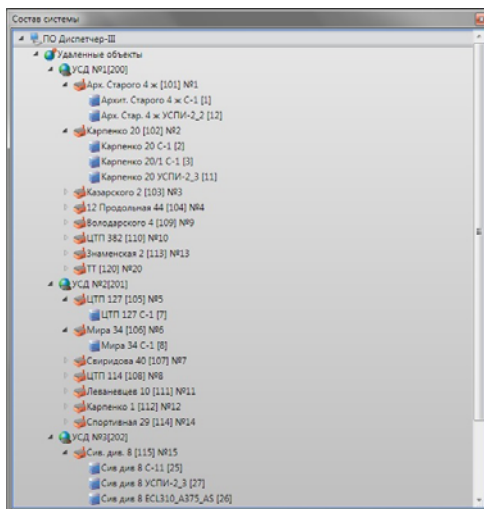 Состав системы
ПО Диспетчер-III
Удаленные объекты
УСД №1[200]
Арх. Старого 4 ж [101] №1
Архит. Старого 4 ж С-1 [1]
Арх. Стар. 4 ж УСПИ-2_2 [12]
Карпенко 20 [102] №2
Карпенко 20 С-1 [2]
Карпенко 20/1 С-1 [3]
Карпенко 20 УСПИ-2_3 [11]
Казарского 2 [103] №3
12 Продольная 44 [104] №4
Володарского 4 [109] №9
ЦТП 382 [110] №10
Знаменская 2 [113] №13
ТТ [120] №20
УСД №2[201]
ЦТП 127 [105] №5
ЦТП 127 С-1 [7]
Мира 34 [106] №6
Мира 34 С-1 [8]
Свиридова 40 [107] №7
ЦТП 114 [108] №8
Леваневцев 10 [111] №11
Карпенко 1 [112] №12
Спортивная 29 [114] №14
УСД №3[202]
Сив. див. 8 [115] №15
Сив див 8 С-11 [25]
Сив див 8 УСПИ-2_3 [27]
Сив див 8 ECL310_A375_AS [26]